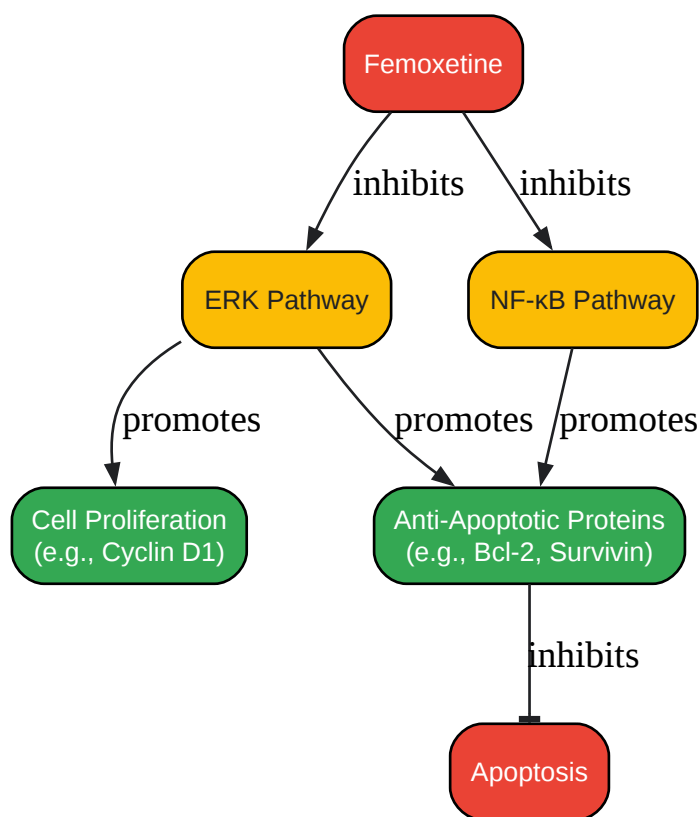 Femoxetine
inhibits
inhibits
ERK Pathway
NF-κB Pathway
promotes
promotes
promotes
Cell Proliferation
(e.g., Cyclin D1)
Anti-Apoptotic Proteins
(e.g., Bcl-2, Survivin)
inhibits
Apoptosis